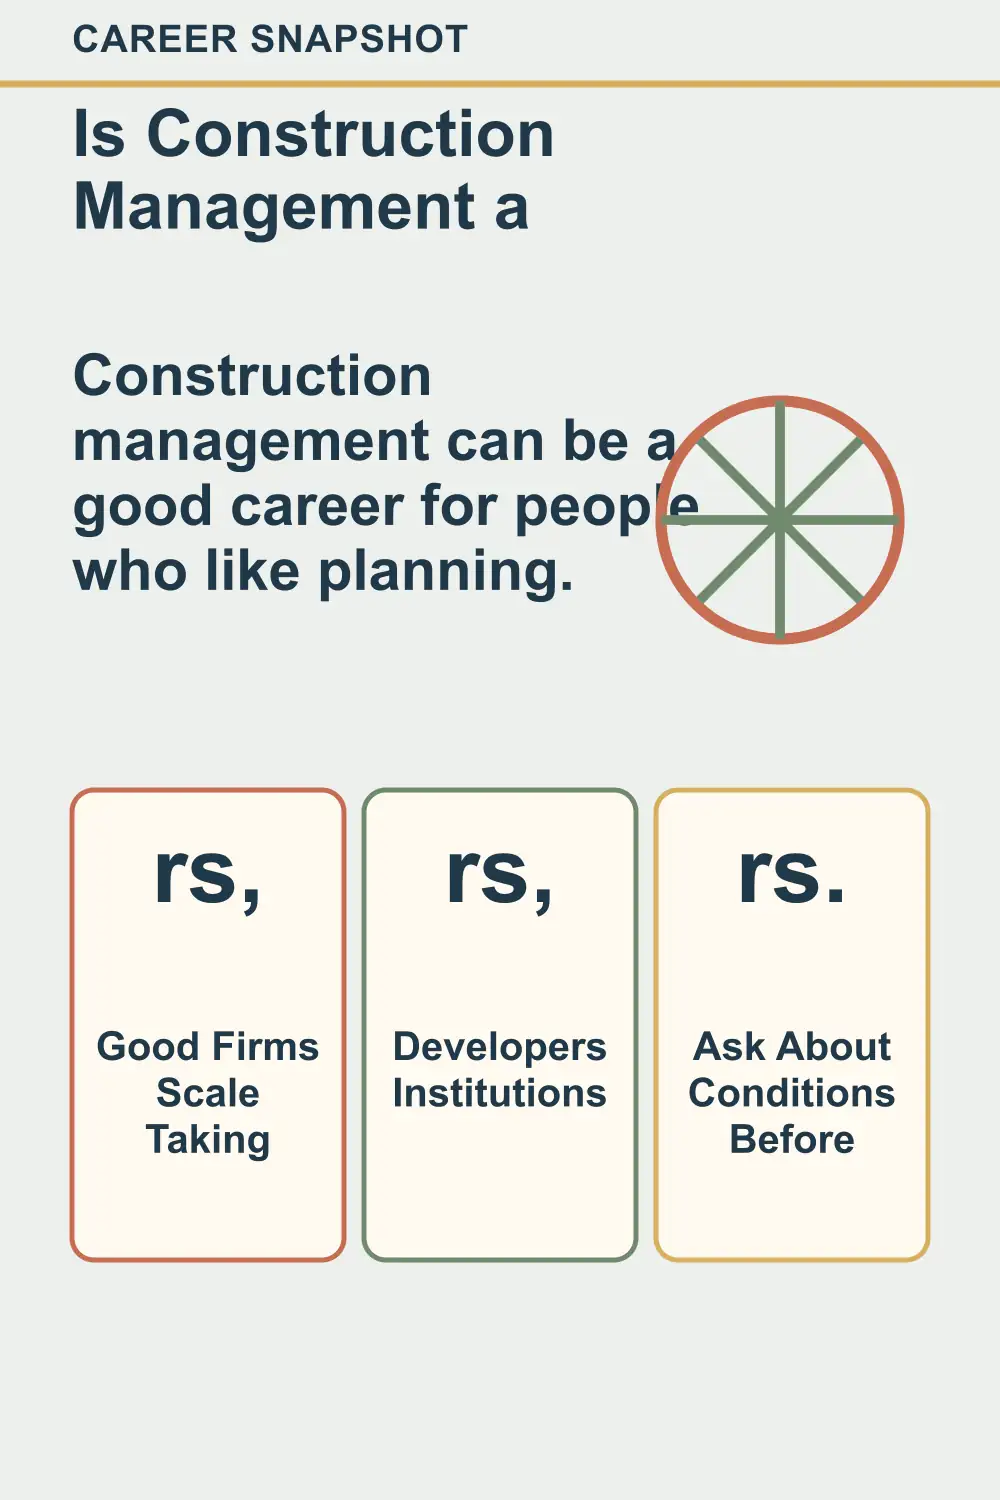 CAREER SNAPSHOT
Is Construction
Management a
Construction
management can be a
good career for people
who like planning.
rs,
Good Firms
Scale
Taking
rs,
Developers
Institutions
rs.
Ask About
Conditions
Before